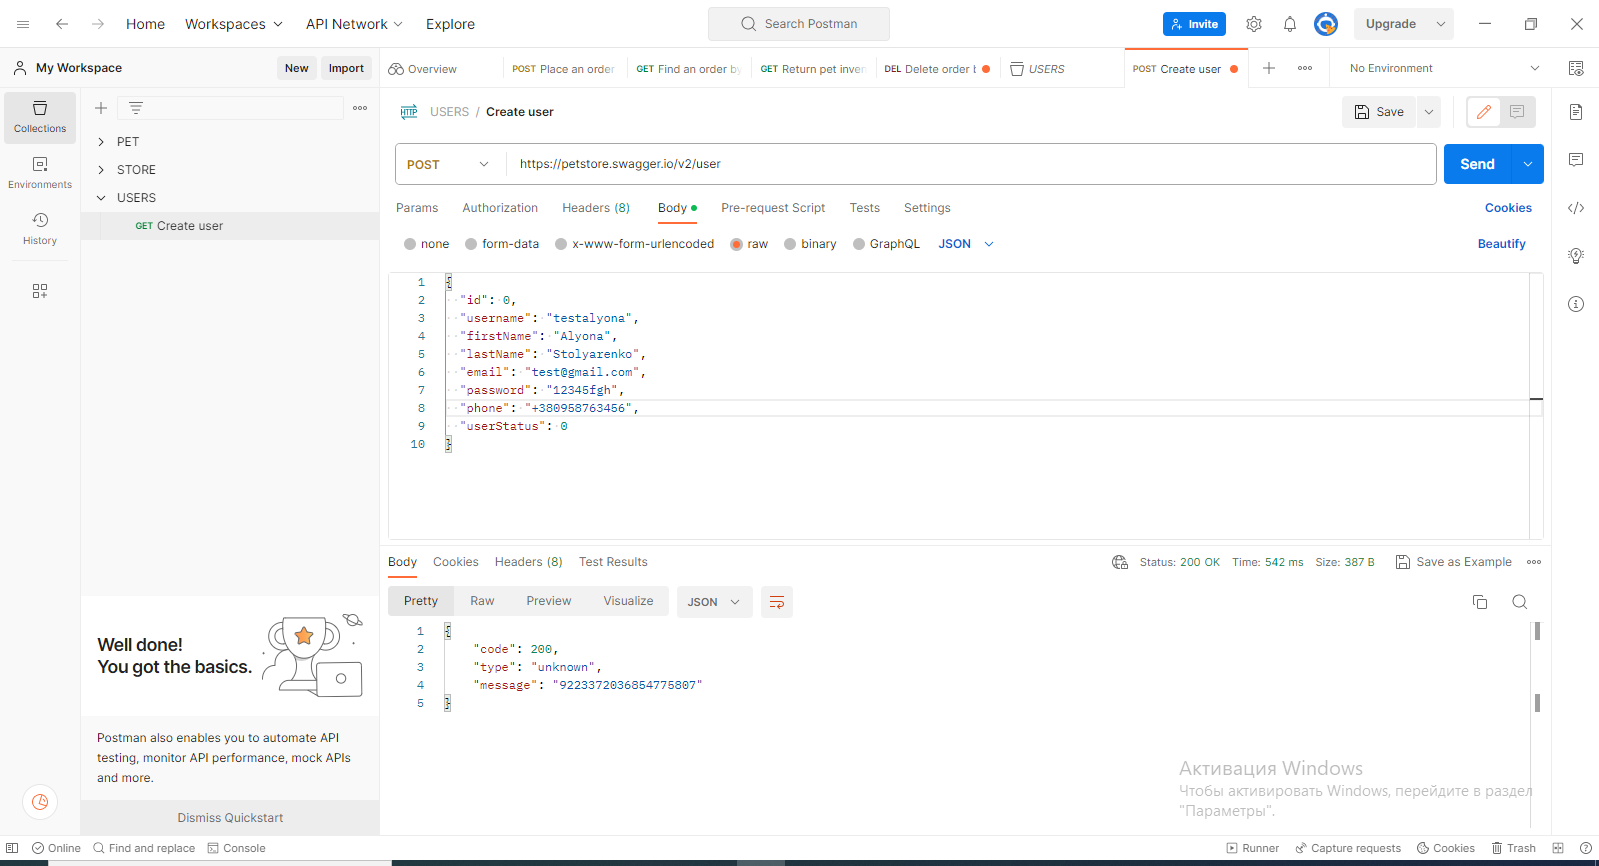 Home Workspaces API Network Explore Search Postman Invite Upgrade
My Workspace New Import Overview POST Place an order GET Find an order by GET Return pet inven DEL Delete order b USERS POST Create user No Environment
Collections
Environments
History
PET
STORE
USERS
GET Create user
HTTP USERS / Create user Save
POST https://petstore.swagger.io/v2/user Send
Params Authorization Headers (8) Body Pre-request Script Tests Settings Cookies
none form-data x-www-form-urlencoded raw binary GraphQL JSON Beautify
1 {
2 "id": 0,
3 "username": "testalyona",
4 "firstName": "Alyona",
5 "lastName": "Stolyarenko",
6 "email": "test@gmail.com",
7 "password": "12345fgh",
8 "phone": "+380958763456",
9 "userStatus": 0
10 }
Body Cookies Headers (8) Test Results Status: 200 OK Time: 542 ms Size: 387 B Save as Example
Pretty Raw Preview Visualize JSON
1 {
2 "code": 200,
3 "type": "unknown",
4 "message": "9223372036854775807"
5 }
Well done!
You got the basics.
Postman also enables you to automate API
testing, monitor API performance, mock APIs
and more.
Dismiss Quickstart
Активация Windows
Чтобы активировать Windows, перейдите в раздел
"Параметры".
Online Find and replace Console Runner Capture requests Cookies Trash